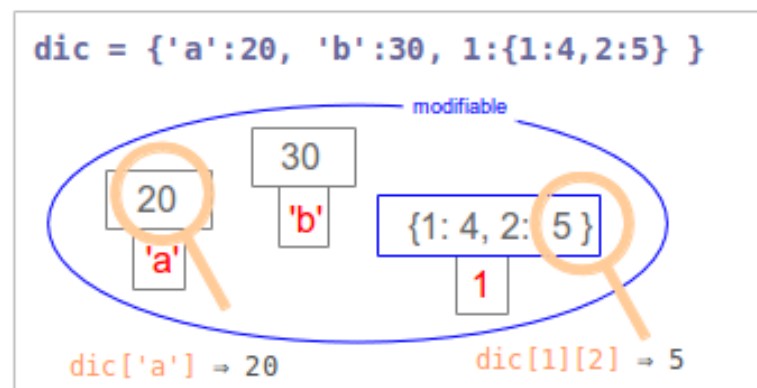 dic = {'a':20, 'b':30, 1:{1:4,2:5} }
modifiable
30
20
'b'
{1: 4, 2: 5 }
'a'
1
dic['a'] ⇒ 20
dic[1][2] ⇒ 5